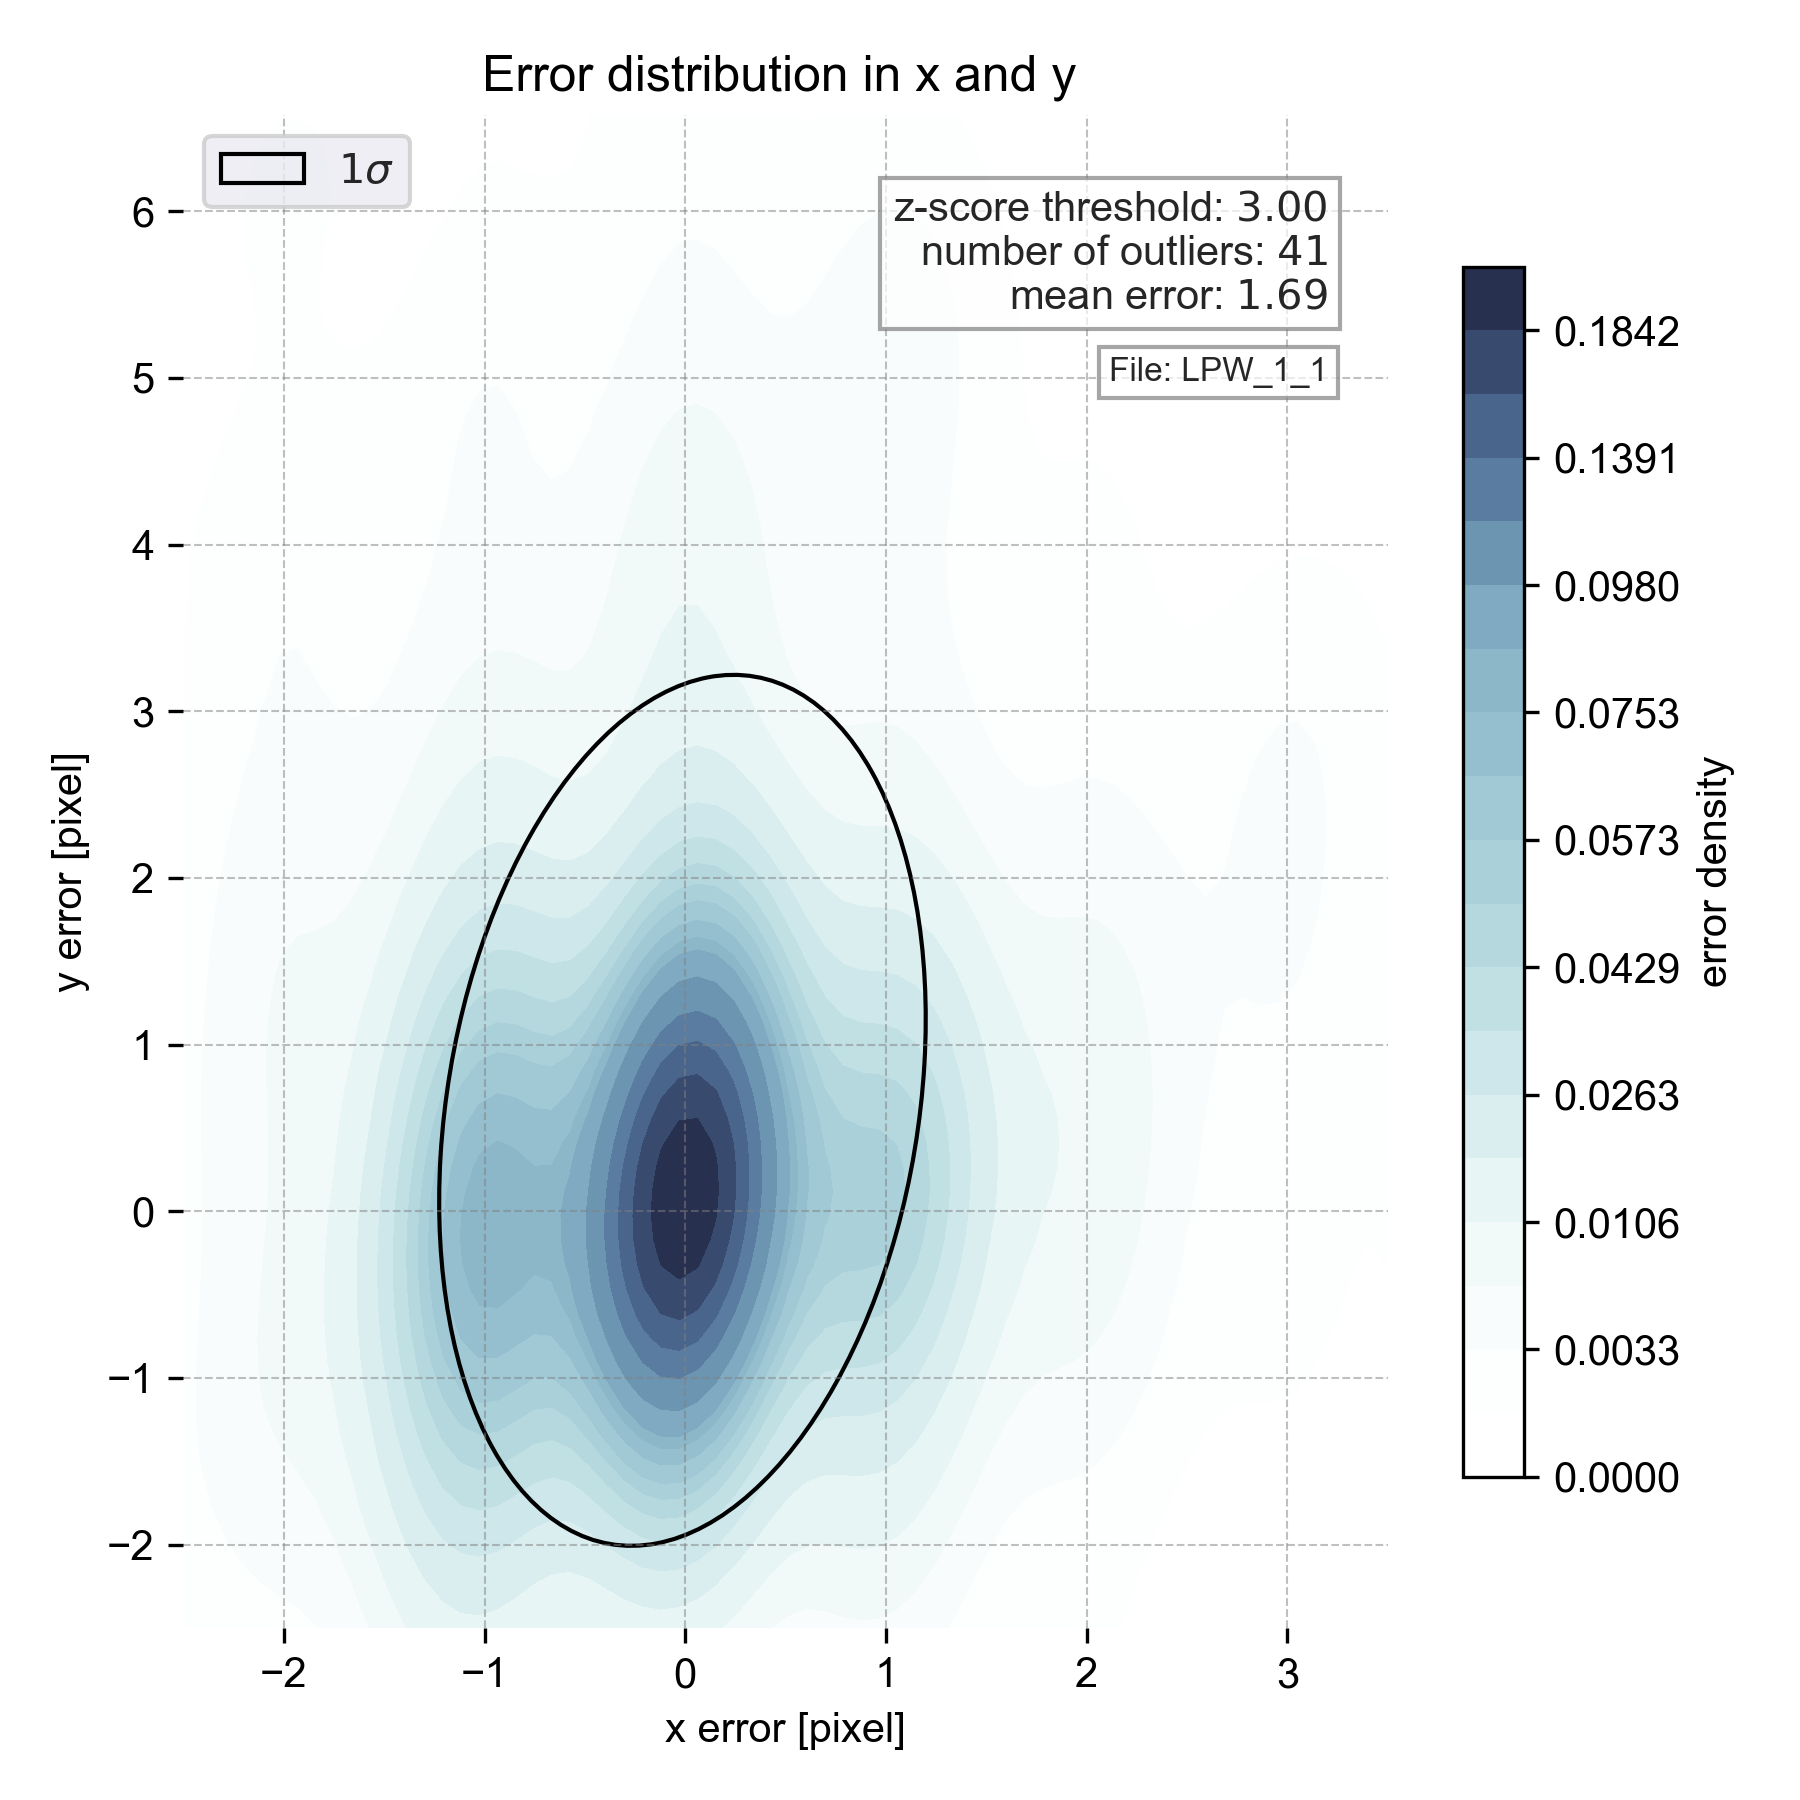 Error distribution in x and y
1σ
z-score threshold: 3.00
number of outliers: 41
mean error: 1.69
File: LPW_1_1
6
5
4
3
2
1
0
−1
−2
y error [pixel]
−2
−1
0
1
2
3
x error [pixel]
0.1842
0.1391
0.0980
0.0753
0.0573
0.0429
0.0263
0.0106
0.0033
0.0000
error density